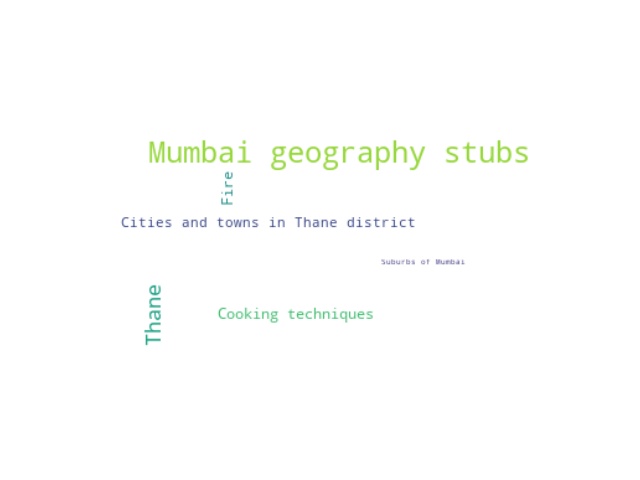 Mumbai geography stubs
Fire
Cities and towns in Thane district
Suburbs of Mumbai
Thane
Cooking techniques